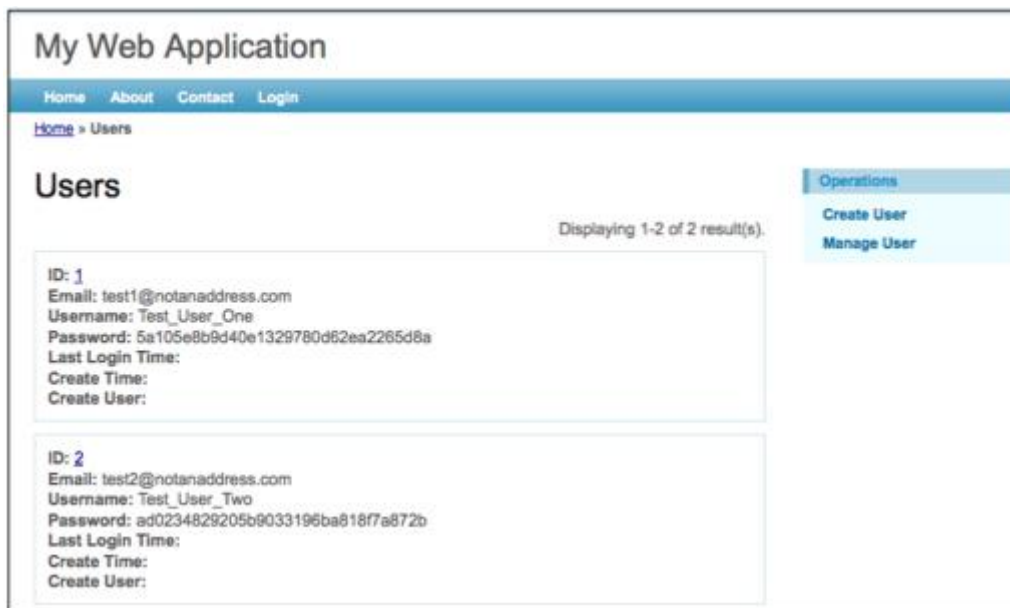 My Web Application
Home About Contact Login
Home » Users
Users
Displaying 1-2 of 2 result(s).
ID: 1
Email: test1@notanaddress.com
Username: Test_User_One
Password: 5a105e8b9d40e1329780d62ea2265d8a
Last Login Time:
Create Time:
Create User:
ID: 2
Email: test2@notanaddress.com
Username: Test_User_Two
Password: ad0234829205b9033196ba818f7a872b
Last Login Time:
Create Time:
Create User:
Operations
Create User
Manage User